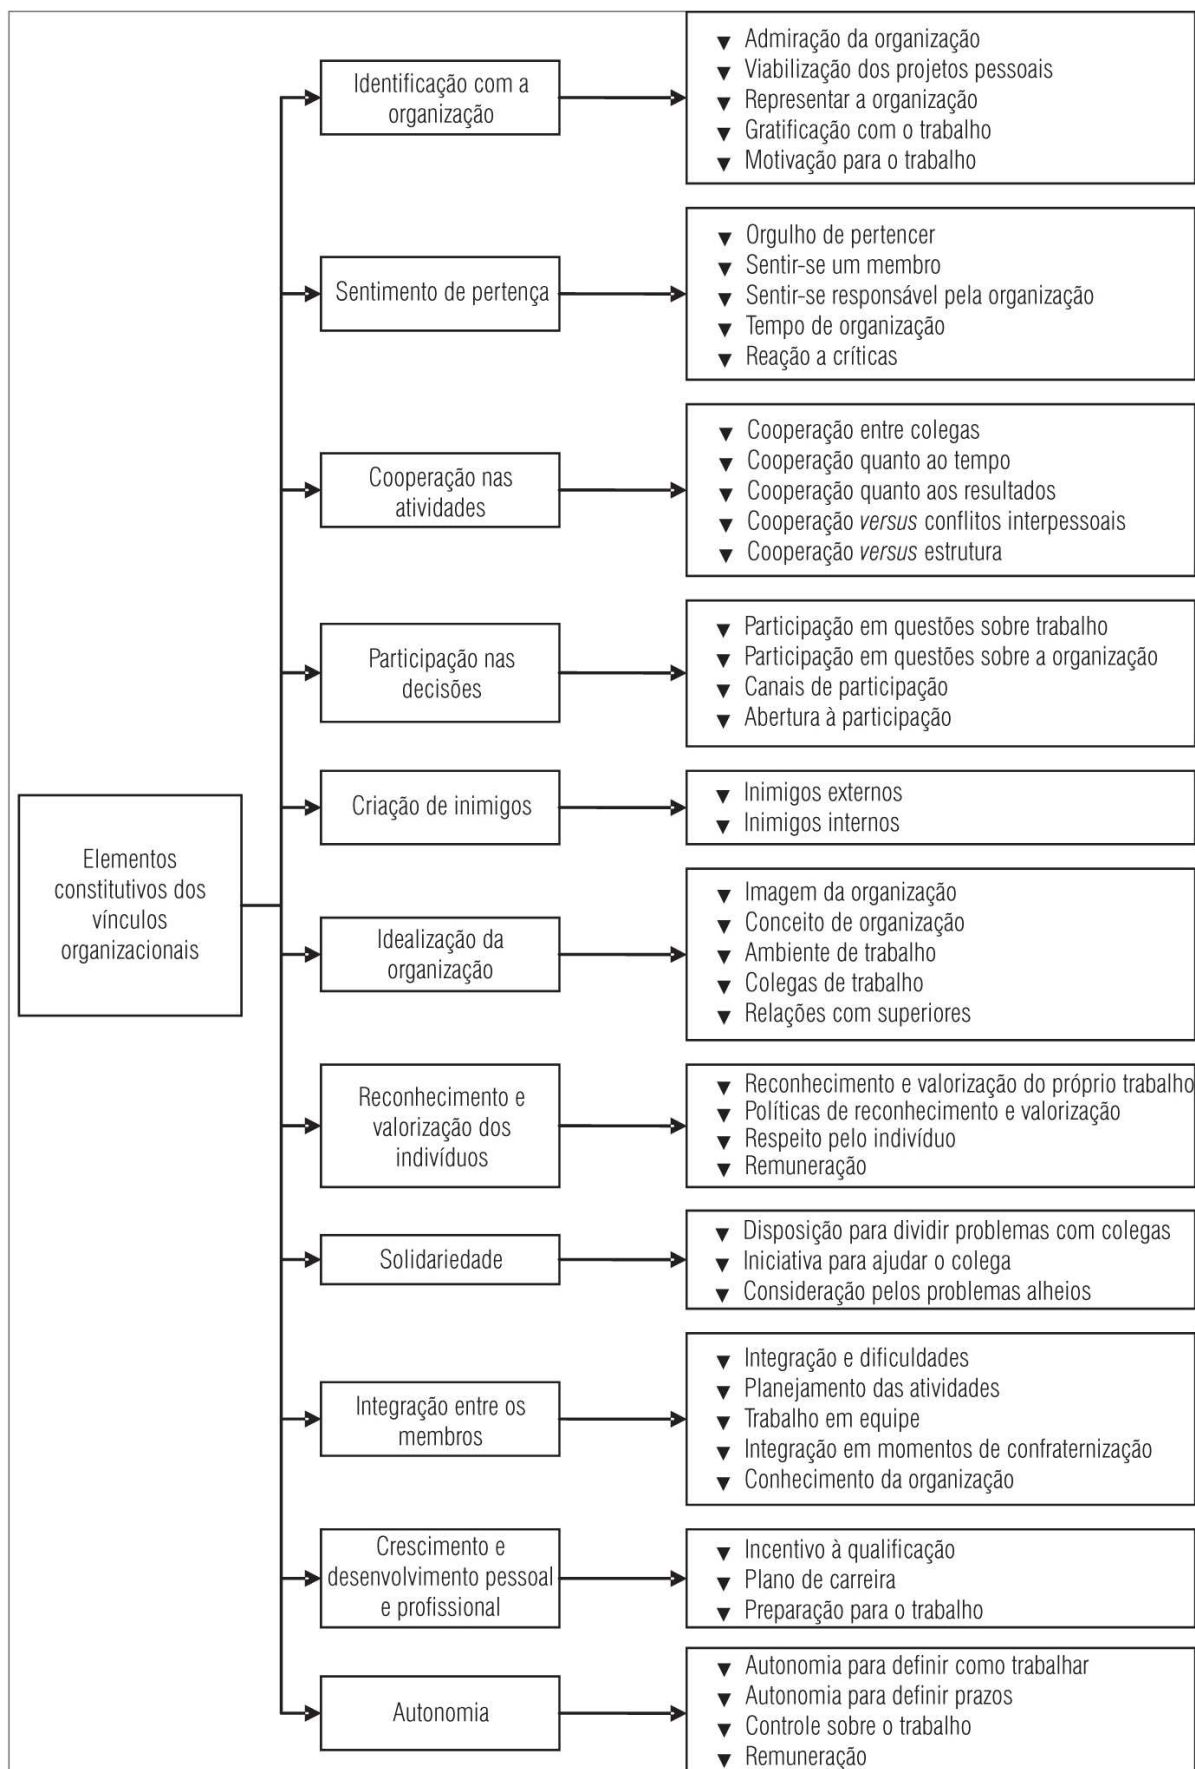 Elementos
constitutivos dos
vínculos
organizacionais
Identificação com a
organização
▼ Admiração da organização
▼ Viabilização dos projetos pessoais
▼ Representar a organização
▼ Gratificação com o trabalho
▼ Motivação para o trabalho
Sentimento de pertença
▼ Orgulho de pertencer
▼ Sentir-se um membro
▼ Sentir-se responsável pela organização
▼ Tempo de organização
▼ Reação a críticas
Cooperação nas
atividades
▼ Cooperação entre colegas
▼ Cooperação quanto ao tempo
▼ Cooperação quanto aos resultados
▼ Cooperação versus conflitos interpessoais
▼ Cooperação versus estrutura
Participação nas
decisões
▼ Participação em questões sobre trabalho
▼ Participação em questões sobre a organização
▼ Canais de participação
▼ Abertura à participação
Criação de inimigos
▼ Inimigos externos
▼ Inimigos internos
Idealização da
organização
▼ Imagem da organização
▼ Conceito de organização
▼ Ambiente de trabalho
▼ Colegas de trabalho
▼ Relações com superiores
Reconhecimento e
valorização dos
indivíduos
▼ Reconhecimento e valorização do próprio trabalho
▼ Políticas de reconhecimento e valorização
▼ Respeito pelo indivíduo
▼ Remuneração
Solidariedade
▼ Disposição para dividir problemas com colegas
▼ Iniciativa para ajudar o colega
▼ Consideração pelos problemas alheios
Integração entre os
membros
▼ Integração e dificuldades
▼ Planejamento das atividades
▼ Trabalho em equipe
▼ Integração em momentos de confraternização
▼ Conhecimento da organização
Crescimento e
desenvolvimento pessoal
e profissional
▼ Incentivo à qualificação
▼ Plano de carreira
▼ Preparação para o trabalho
Autonomia
▼ Autonomia para definir como trabalhar
▼ Autonomia para definir prazos
▼ Controle sobre o trabalho
▼ Remuneração